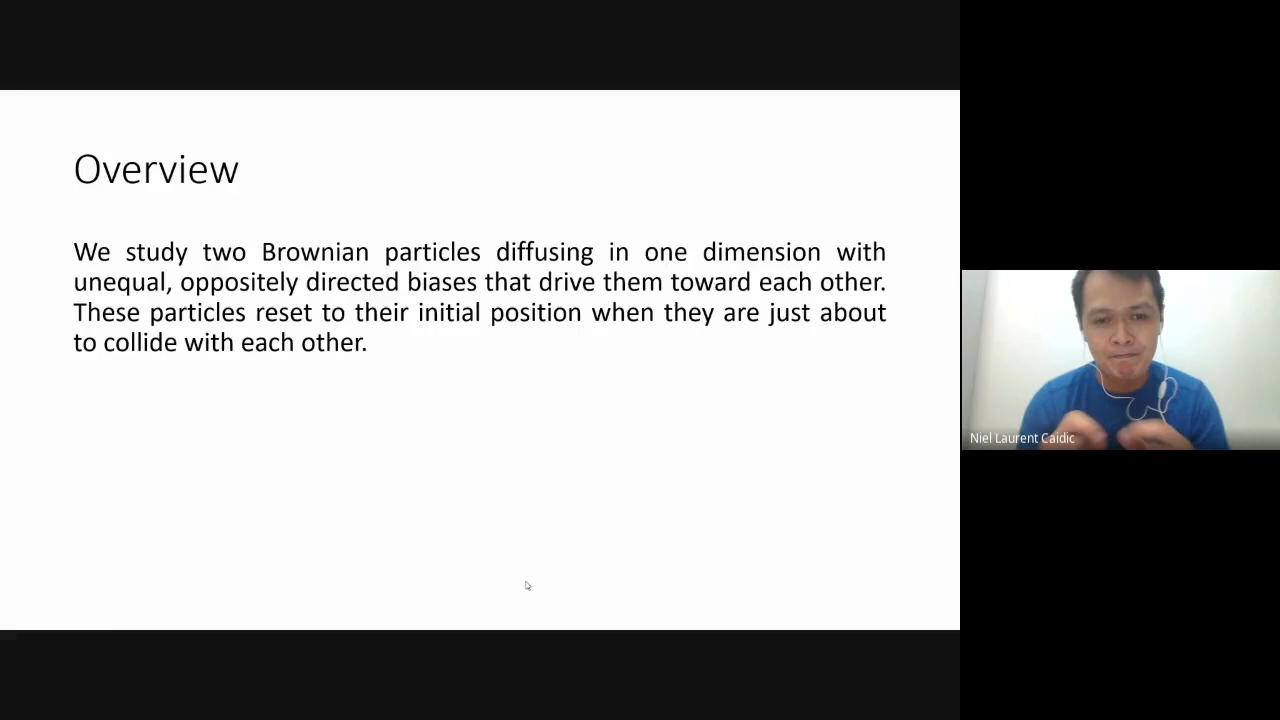 Overview
We study two Brownian particles diffusing in one dimension with
unequal, oppositely directed biases that drive them toward each other.
These particles reset to their initial position when they are just about
to collide with each other.
Niel Laurent Caidic